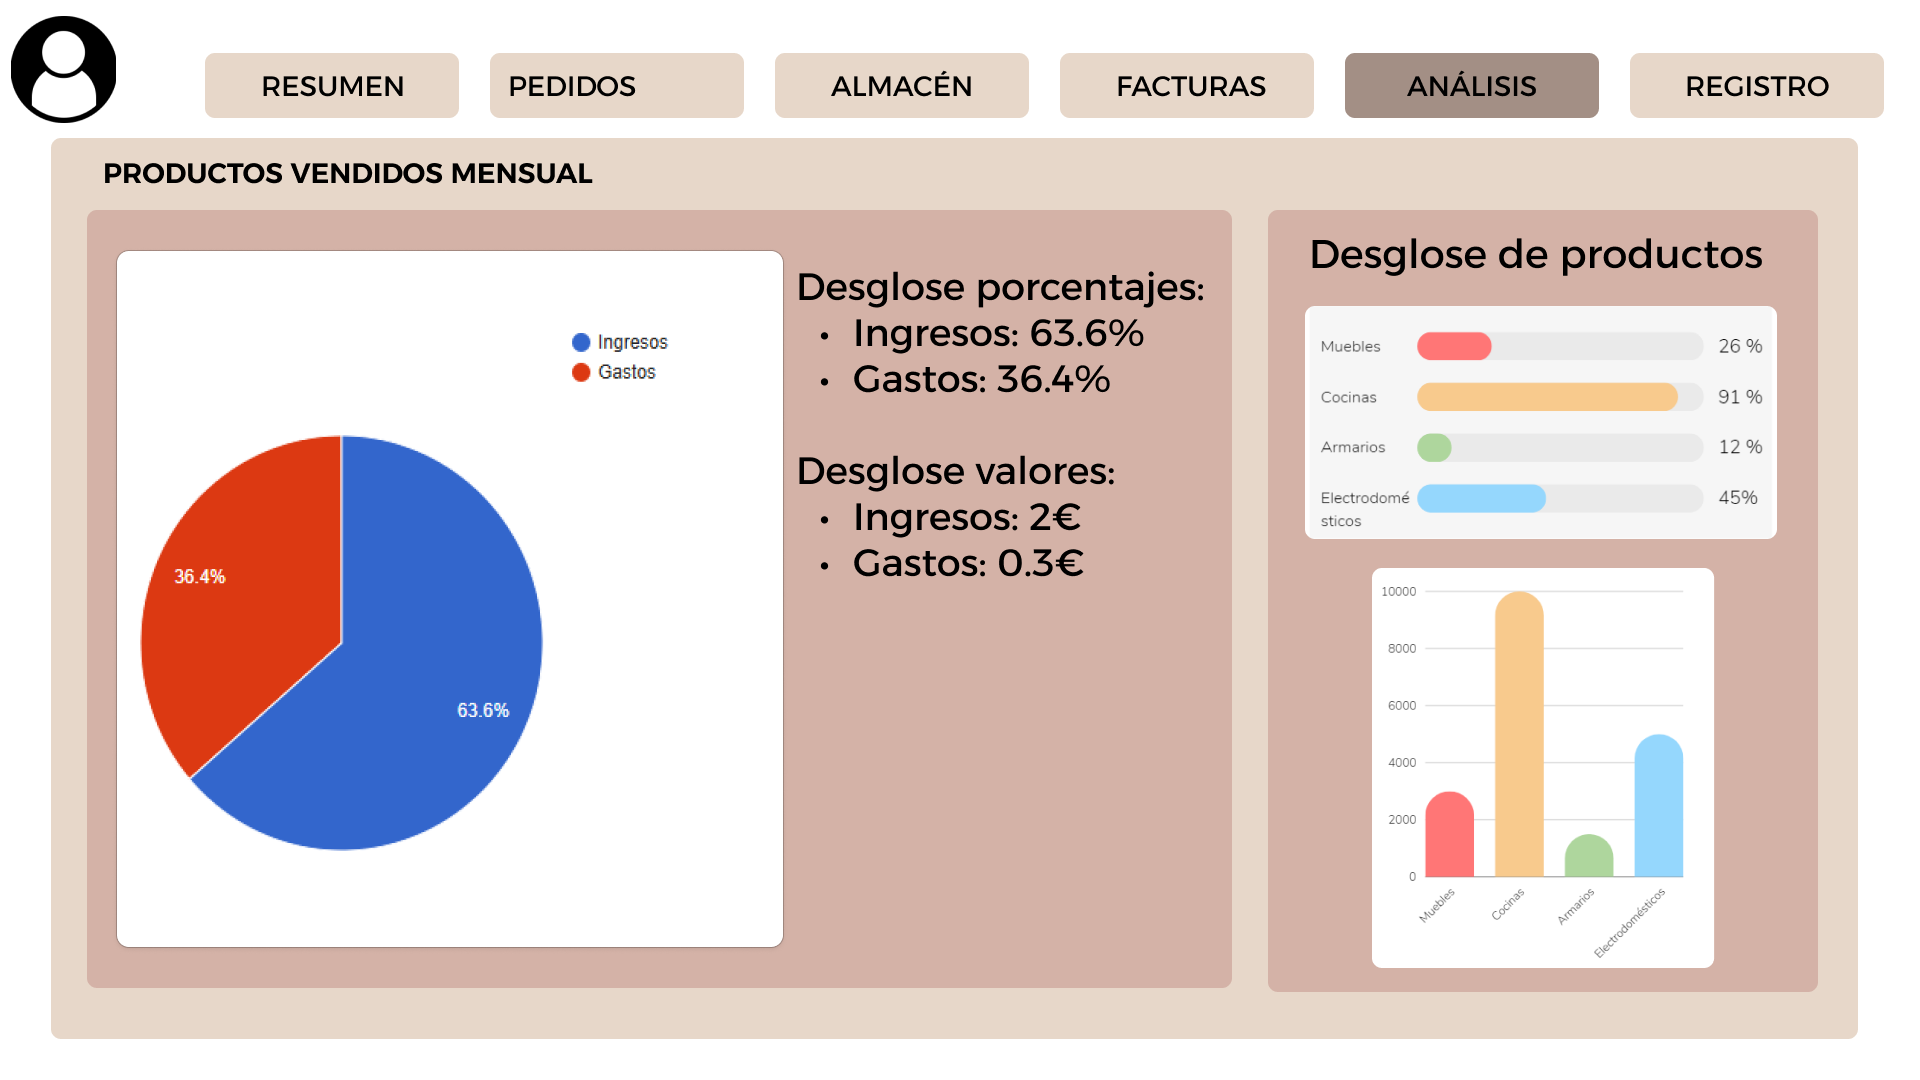 RESUMEN
PEDIDOS
ALMACÉN
FACTURAS
ANÁLISIS
REGISTRO
PRODUCTOS VENDIDOS MENSUAL
Ingresos
Gastos
36.4%
63.6%
Desglose porcentajes:
• Ingresos: 63.6%
• Gastos: 36.4%
Desglose valores:
• Ingresos: 2€
• Gastos: 0.3€
Desglose de productos
Muebles 26 %
Cocinas 91 %
Armarios 12 %
Electrodomé 45%
sticos
10000
8000
6000
4000
2000
0
Muebles
Cocinas
Armarios
Electrodomésticos